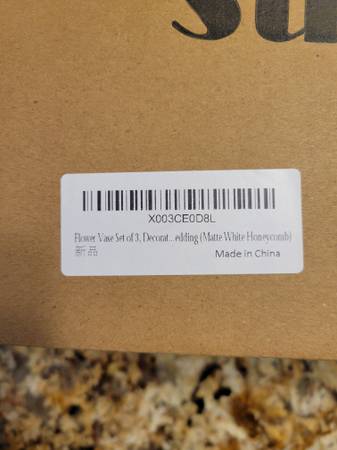 X003CE0D8L
Flower Vase Set of 3, Decorat...edding (Matte White Honeycomb)
新品
Made in China